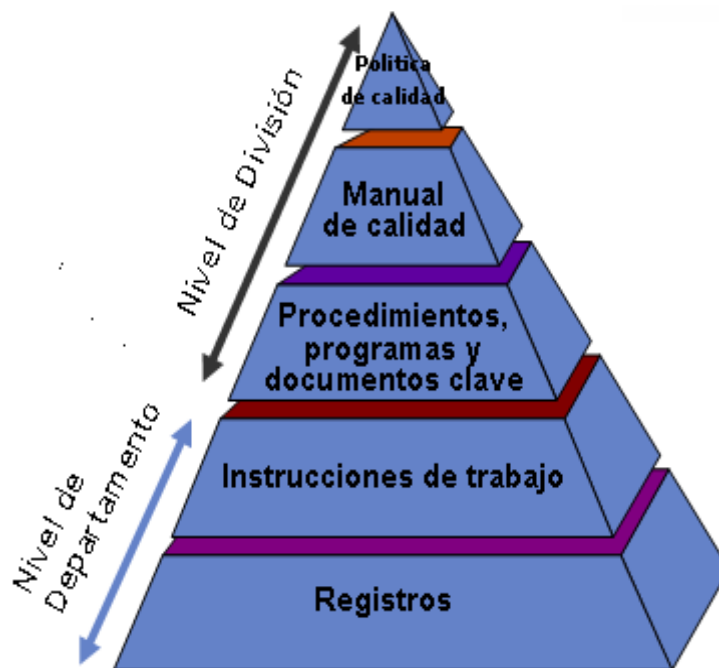 Politica
de calidad
Manual
de calidad
Procedimientos,
programas y
documentos clave
Instrucciones de trabajo
Registros
Nivel de División
Nivel de
Departamento